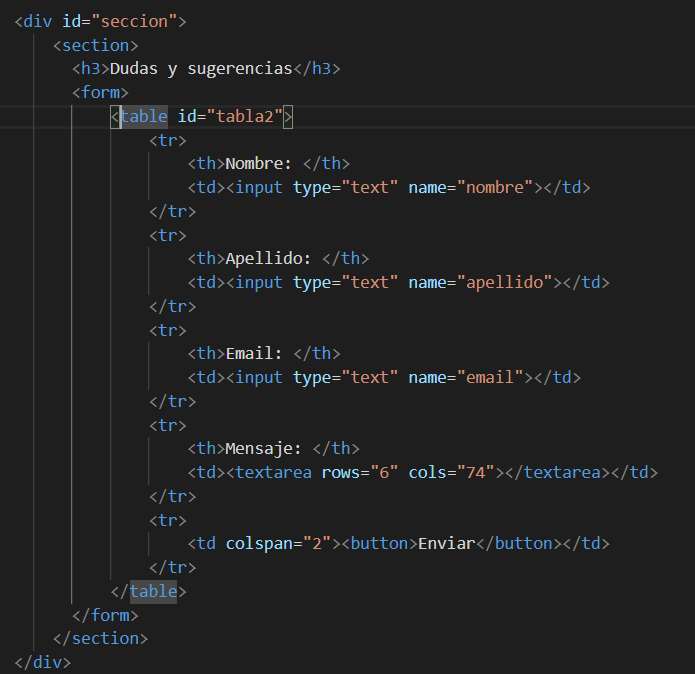 <div id="seccion">
<section>
<h3>Dudas y sugerencias</h3>
<form>
<table id="tabla2">
<tr>
<th>Nombre: </th>
<td><input type="text" name="nombre"></td>
</tr>
<tr>
<th>Apellido: </th>
<td><input type="text" name="apellido"></td>
</tr>
<tr>
<th>Email: </th>
<td><input type="text" name="email"></td>
</tr>
<tr>
<th>Mensaje: </th>
<td><textarea rows="6" cols="74"></textarea></td>
</tr>
<tr>
<td colspan="2"><button>Enviar</button></td>
</tr>
</table>
</form>
</section>
</div>